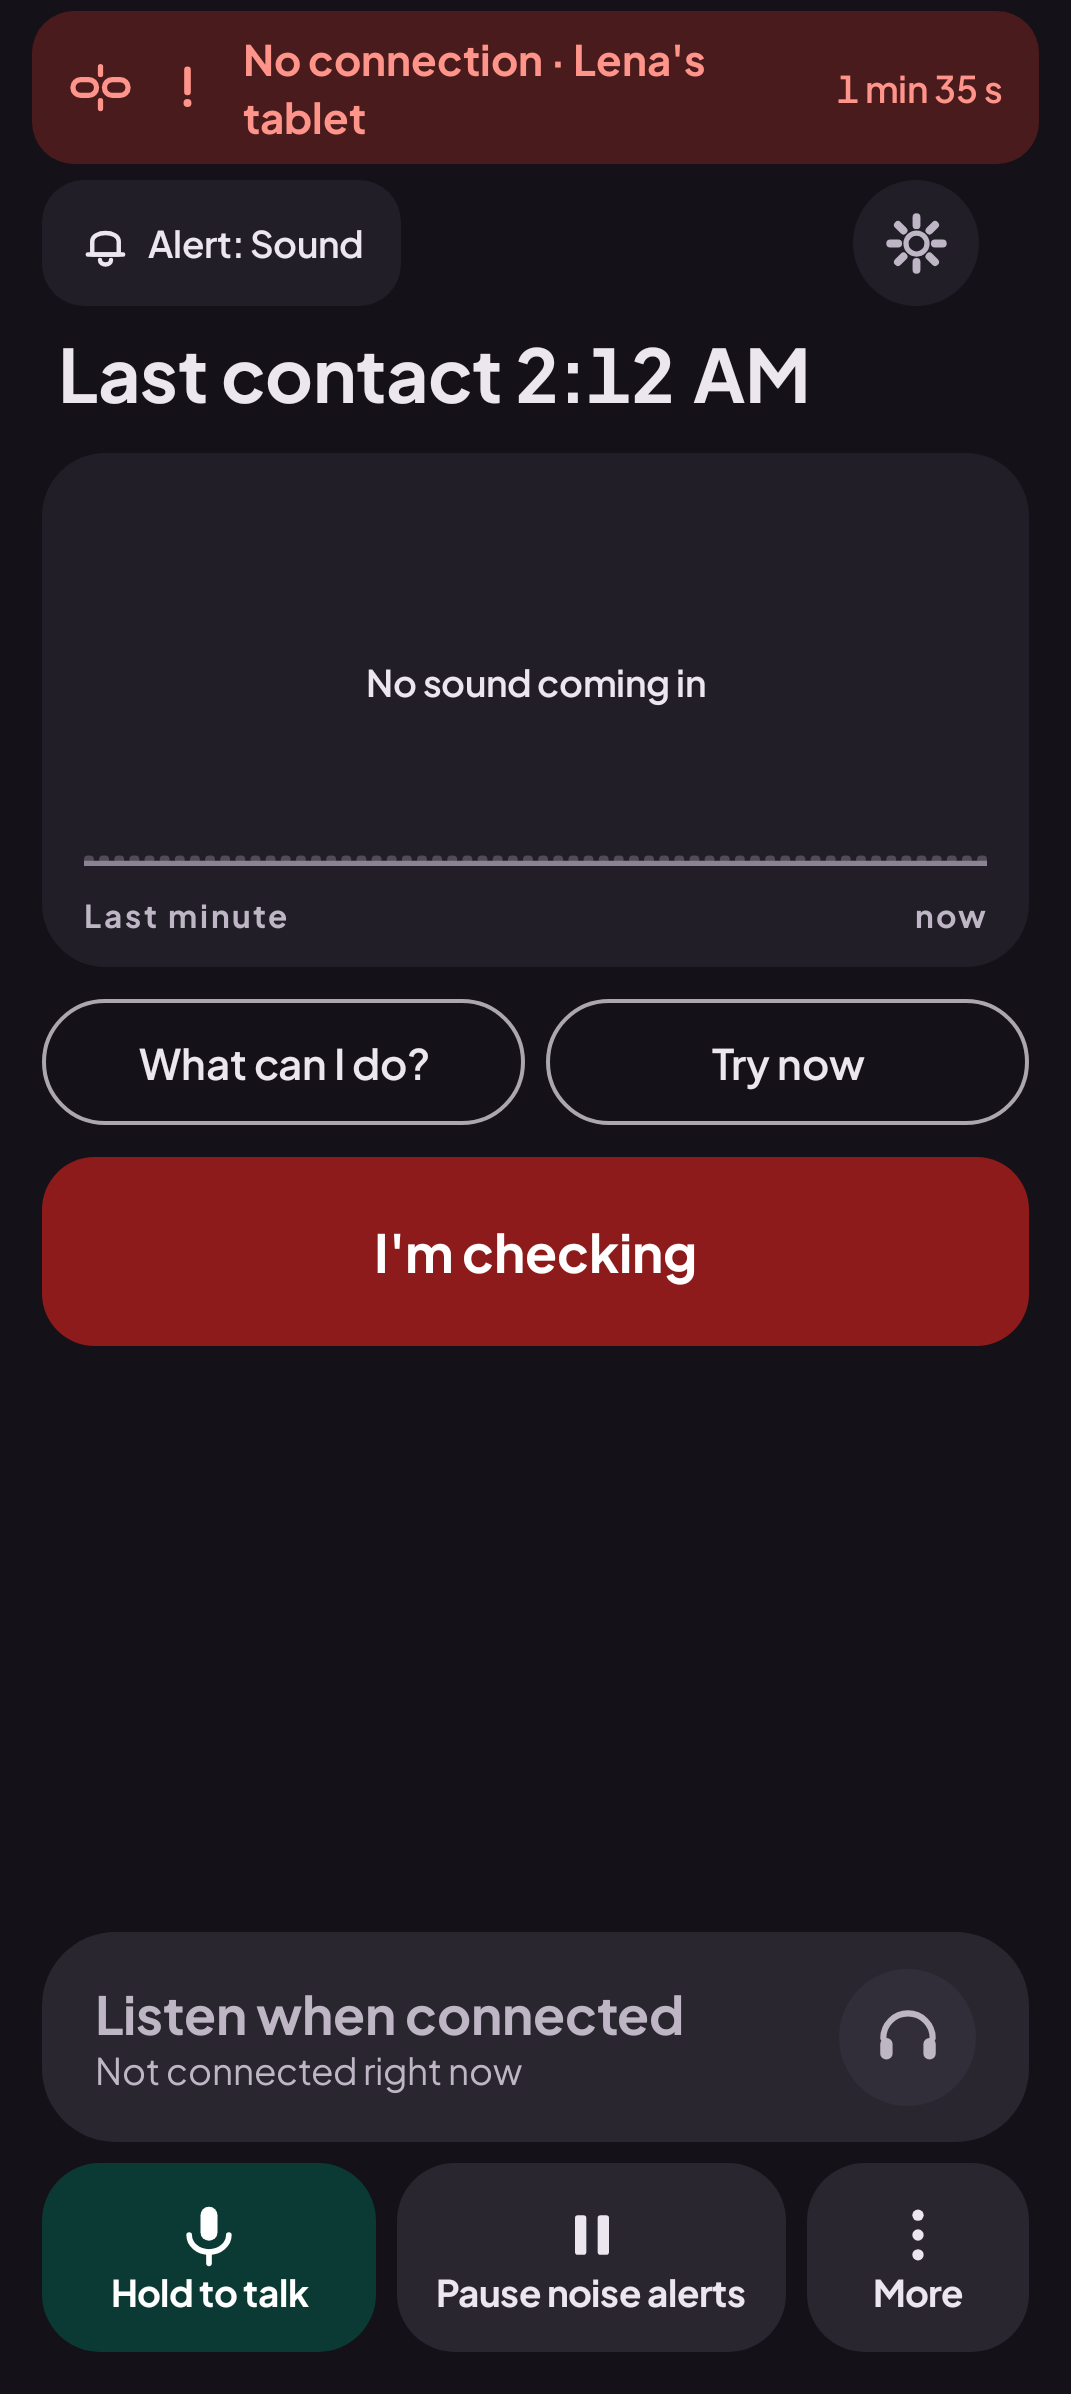 No connection · Lena's
tablet
1 min 35 s
Alert: Sound
Last contact 2:12 AM
No sound coming in
Last minute
now
What can I do?
Try now
I'm checking
Listen when connected
Not connected right now
Hold to talk
Pause noise alerts
More